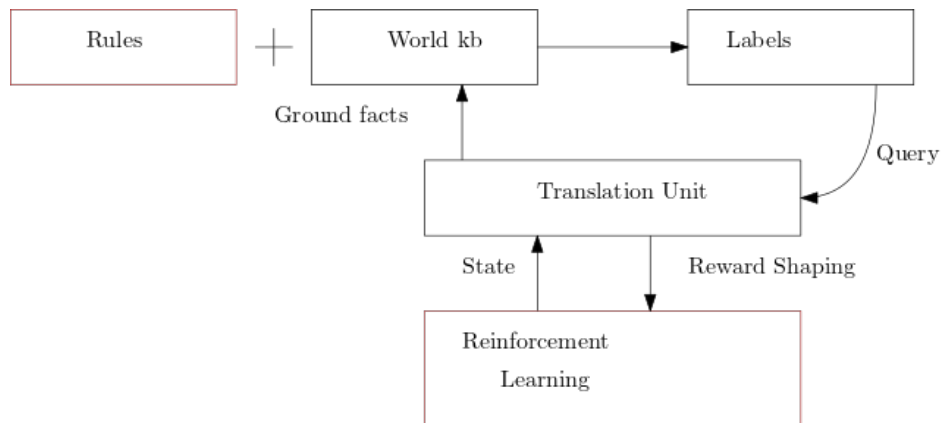 Rules
World kb
Labels
Ground facts
Query
Translation Unit
State
Reward Shaping
Reinforcement
Learning